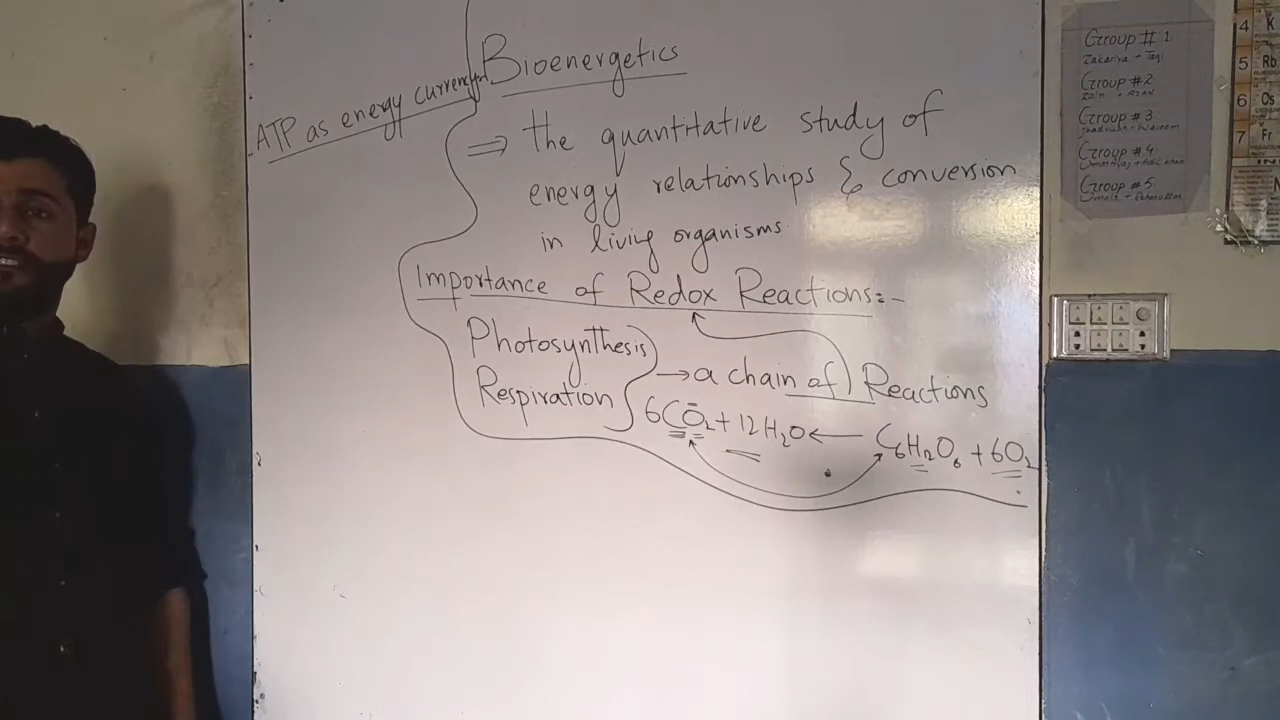 Bioenergetics
ATP as energy currency
⇒ the quantitative study of
energy relationships & conversion
in living organisms
Importance of Redox Reactions:-
Photosynthesis
Respiration
→ a chain of Reactions
6CO₂ + 12H₂O ← C₆H₁₂O₆ + 6O₂
Group # 1
Zakariya + Taqi
Group #2
Group # 3
Group #4
Group #5
4 K
5 Rb
6 Cs
7 Fr